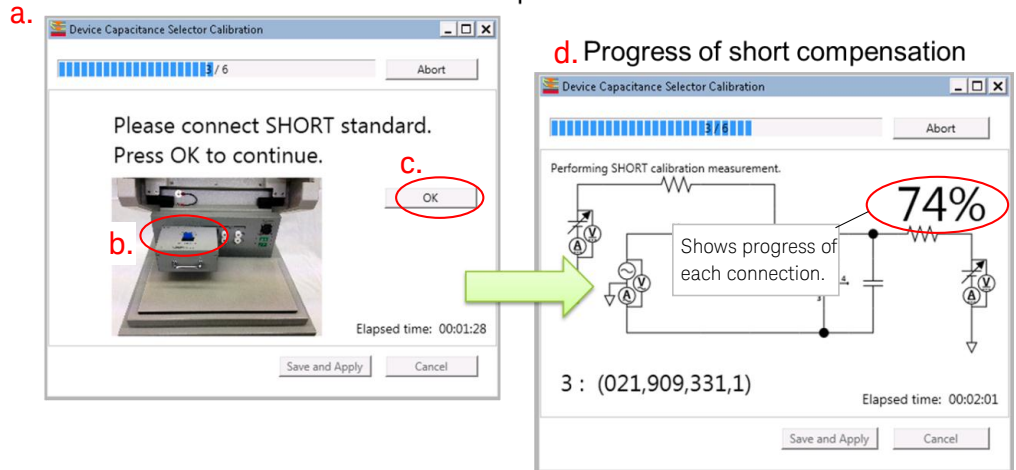 a.
Device Capacitance Selector Calibration
3 / 6
Abort
Please connect SHORT standard.
Press OK to continue.
c.
OK
b.
Elapsed time: 00:01:28
Save and Apply
Cancel
d. Progress of short compensation
Device Capacitance Selector Calibration
3 / 6
Abort
Performing SHORT calibration measurement.
74%
Shows progress of
each connection.
A
V
A
V
A
V
4
3
3 : (021,909,331,1)
Elapsed time: 00:02:01
Save and Apply
Cancel